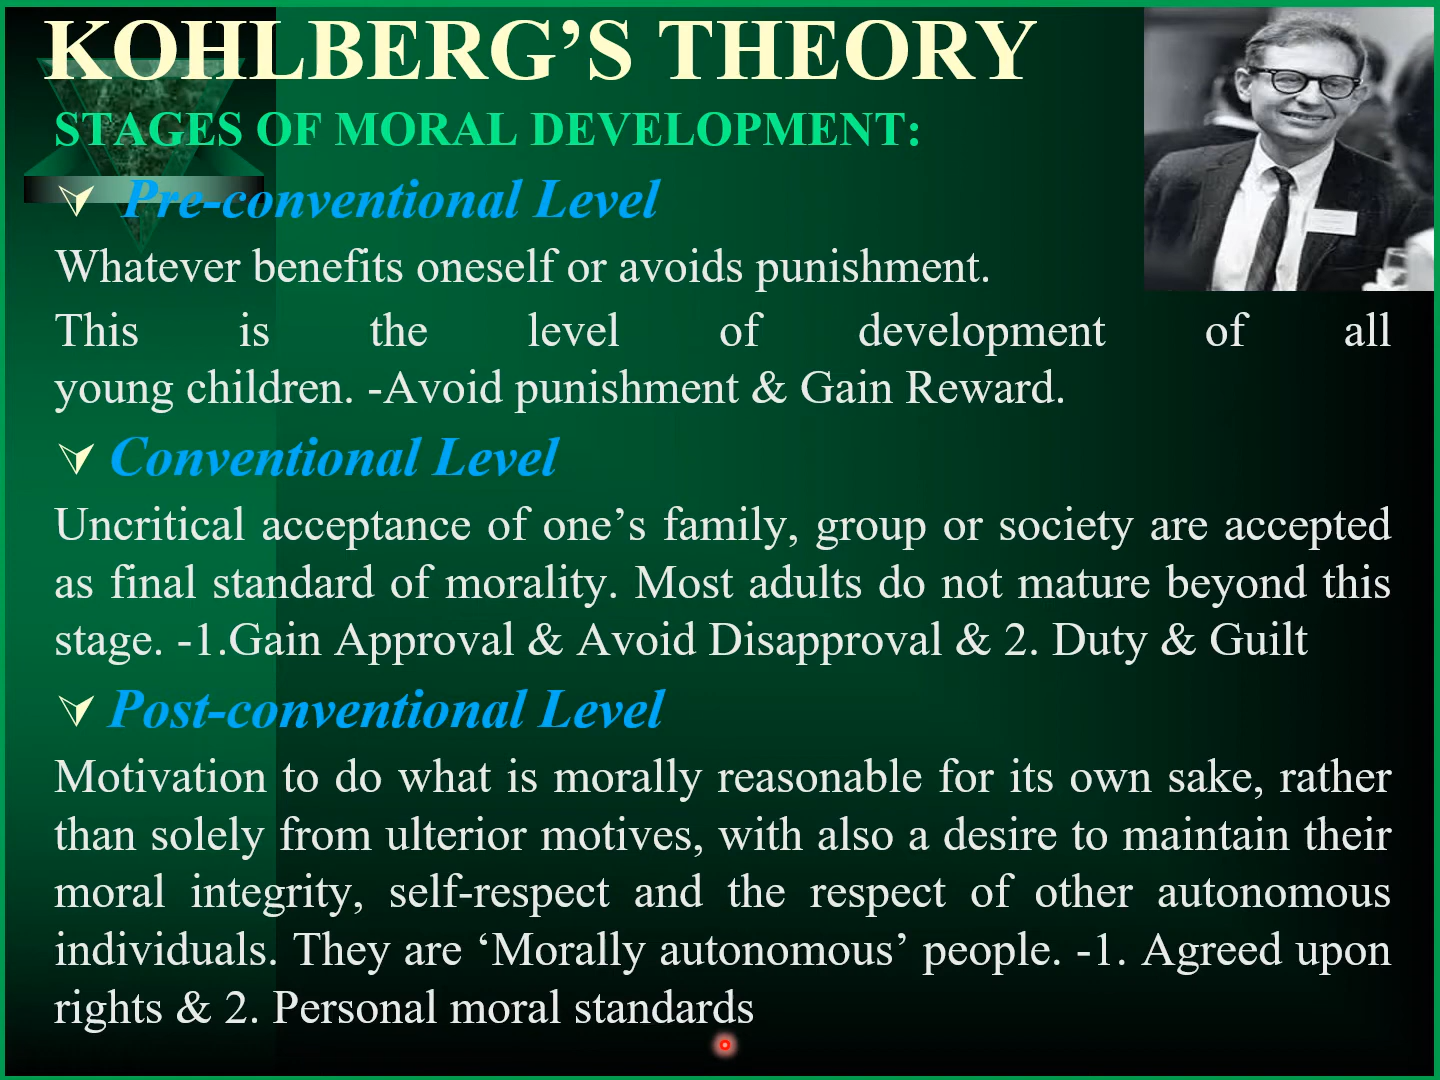 KOHLBERG’S THEORY
STAGES OF MORAL DEVELOPMENT:
Pre-conventional Level
Whatever benefits oneself or avoids punishment.
This is the level of development of all
young children. -Avoid punishment & Gain Reward.
Conventional Level
Uncritical acceptance of one’s family, group or society are accepted
as final standard of morality. Most adults do not mature beyond this
stage. -1.Gain Approval & Avoid Disapproval & 2. Duty & Guilt
Post-conventional Level
Motivation to do what is morally reasonable for its own sake, rather
than solely from ulterior motives, with also a desire to maintain their
moral integrity, self-respect and the respect of other autonomous
individuals. They are ‘Morally autonomous’ people. -1. Agreed upon
rights & 2. Personal moral standards